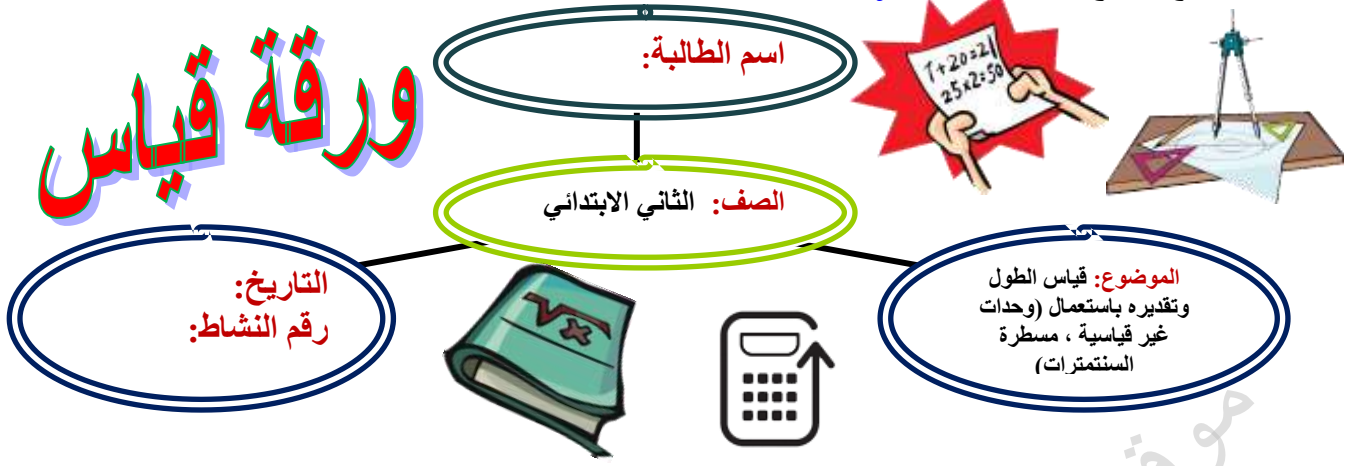 ورقة قياس
اسم الطالبة:
7+20=21
25x2=50
الصف: الثاني الابتدائي
التاريخ:
رقم النشاط:
الموضوع: قياس الطول
وتقديره باستعمال (وحدات
غير قياسية ، مسطرة
السنتمترات)
√x